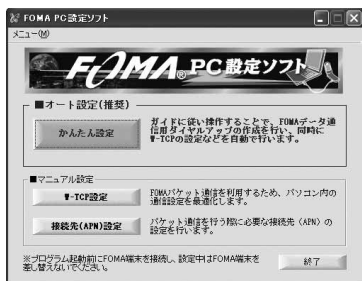 FOMA PC設定ソフト
メニュー(M)
FOMA® PC設定ソフト
■オート設定(推奨)
かんたん設定
ガイドに従い操作することで、FOMAデータ通
信用ダイヤルアップの作成を行い、同時に
W-TCPの設定などを自動で行います。
■マニュアル設定
W-TCP設定
FOMAパケット通信を利用するため、パソコン内の
通信設定を最適化します。
接続先(APN)設定
パケット通信を行う際に必要な接続先(APN)の
設定を行います。
※プログラム起動前にFOMA端末を接続し、設定中はFOMA端末を
差し替えないでください。
終了